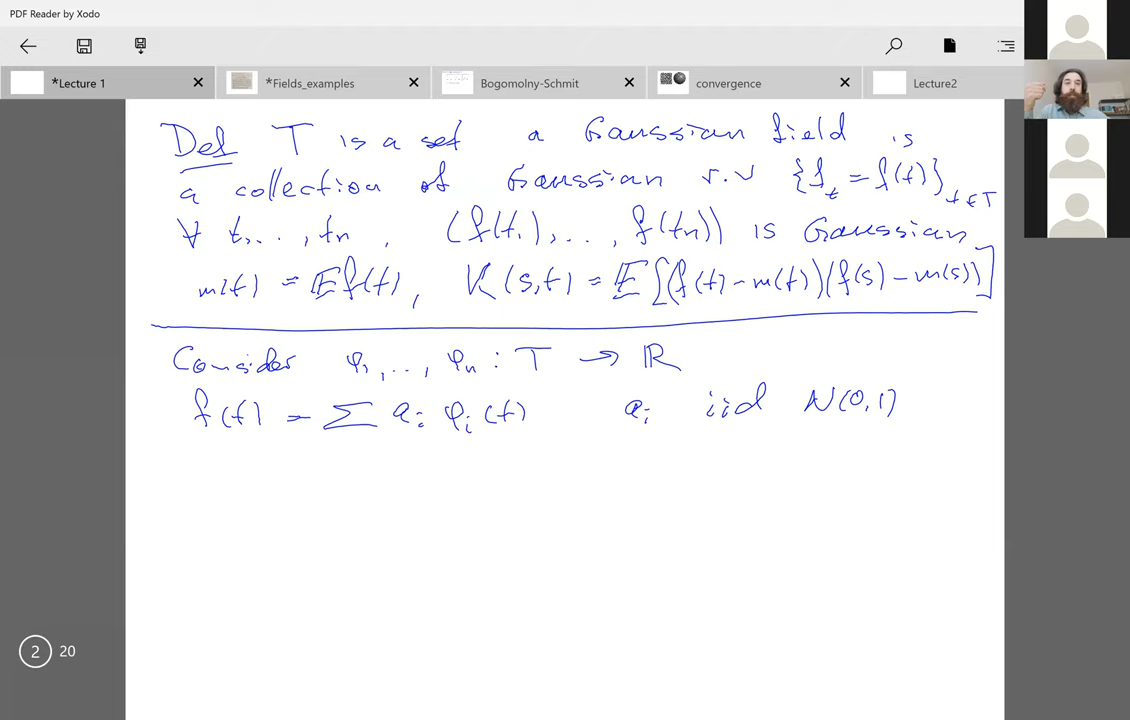 PDF Reader by Xodo
*Lecture 1
*Fields_examples
Bogomolny-Schmit
convergence
Lecture2
Def T is a set a Gaussian field is
a collection of Gaussian r.v {f_t = f(t)}_{t ∈ T}
∀ t_1, ..., t_n, (f(t_1), ..., f(t_n)) is Gaussian
m(t) = 𝔼f(t), K(s,t) = 𝔼[(f(t) - m(t))(f(s) - m(s))]
Consider φ_1, ..., φ_n : T → ℝ
f(t) = Σ a_i φ_i(t) a_i iid N(0,1)
2 20